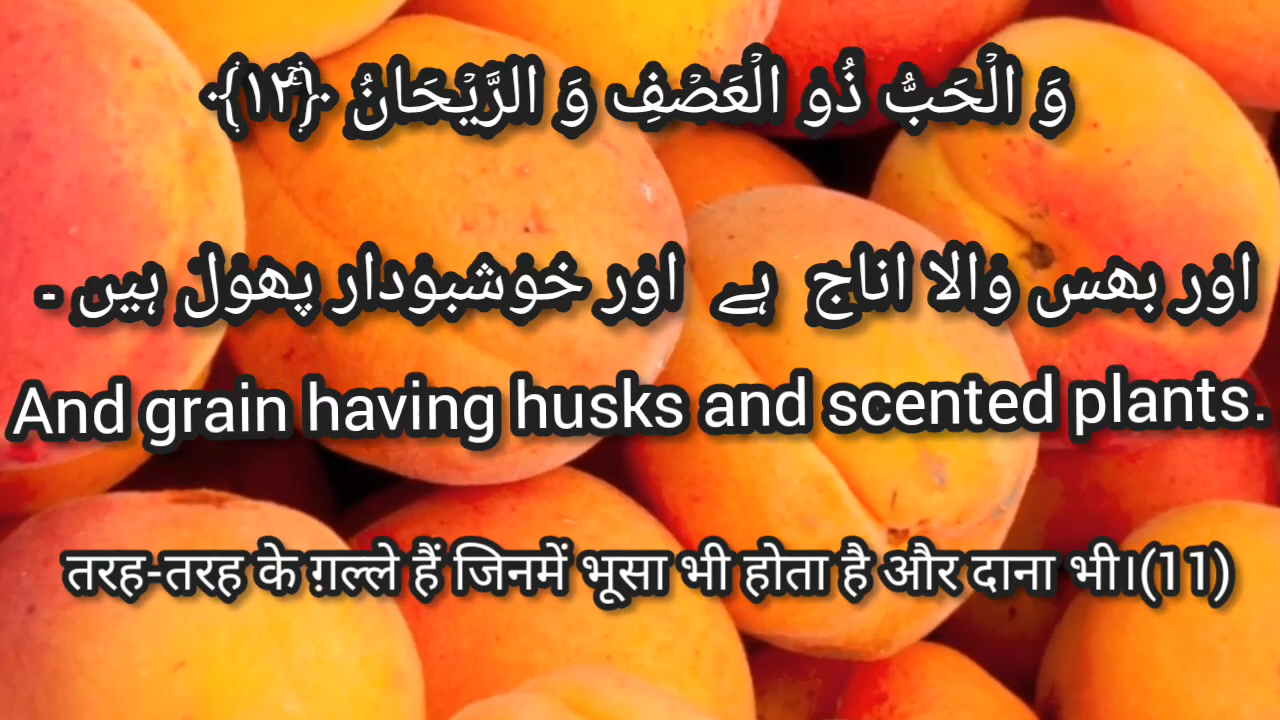 وَ الۡحَبُّ ذُو الۡعَصۡفِ وَ الرَّیۡحَانُ ﴿ۚ۱۲﴾
اور بھس والا اناج ہے اور خوشبودار پھول ہیں ۔
And grain having husks and scented plants.
तरह-तरह के ग़ल्ले हैं जिनमें भूसा भी होता है और दाना भी।(11)